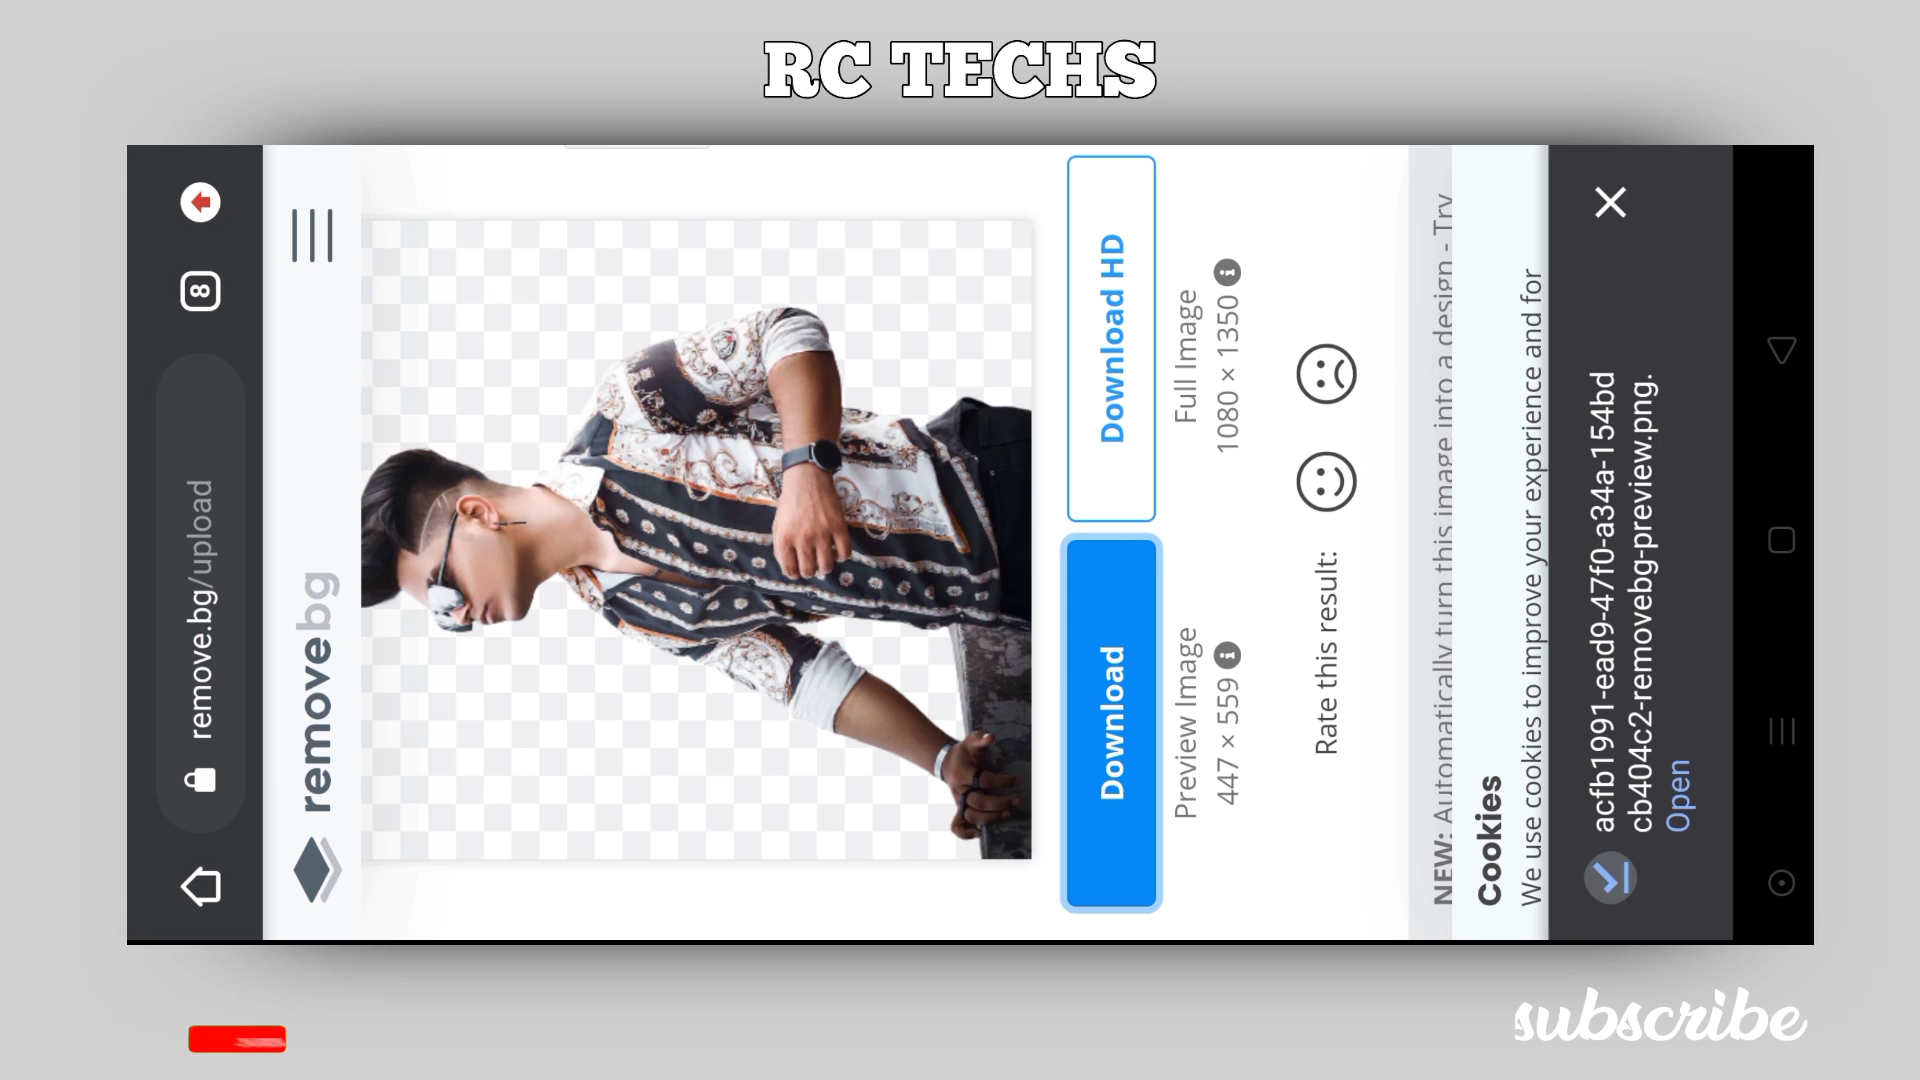 RC TECHS
remove.bg/upload
8
removebg
Download
Download HD
Preview Image
447 × 559
Full Image
1080 × 1350
Rate this result:
NEW: Automatically turn this image into a design - Try
Cookies
We use cookies to improve your experience and for
acfb1991-ead9-47f0-a34a-154bd
cb404c2-removebg-preview.png.
Open
subscribe